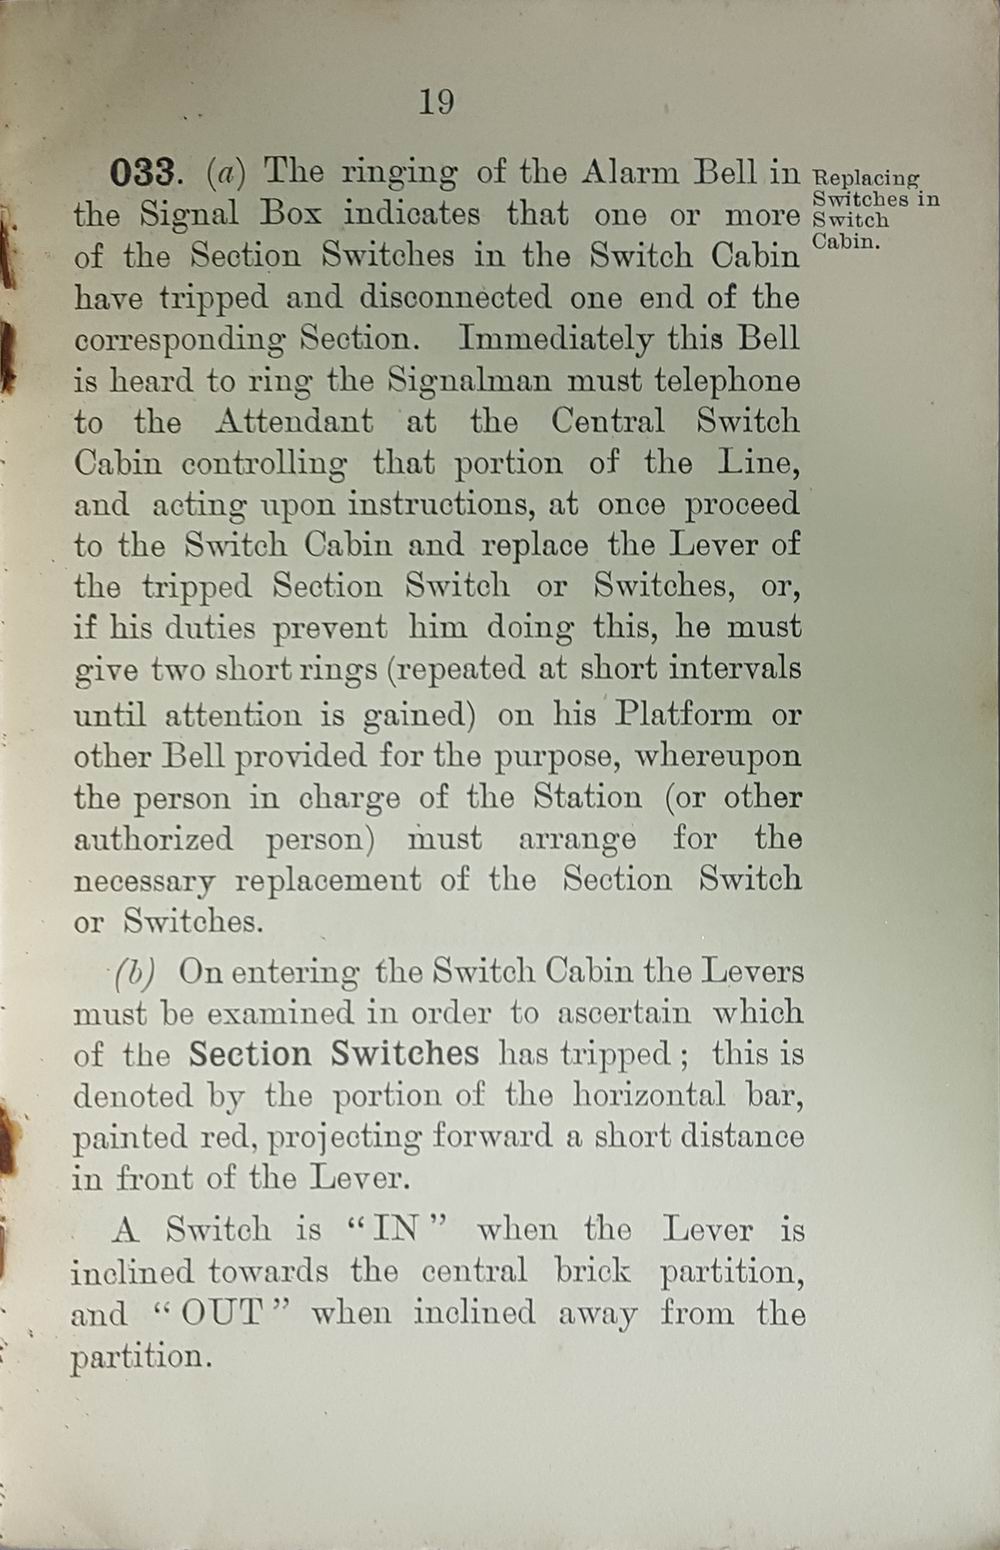 19
033. (a) The ringing of the Alarm Bell in
the Signal Box indicates that one or more
of the Section Switches in the Switch Cabin
have tripped and disconnected one end of the
corresponding Section. Immediately this Bell
is heard to ring the Signalman must telephone
to the Attendant at the Central Switch
Cabin controlling that portion of the Line,
and acting upon instructions, at once proceed
to the Switch Cabin and replace the Lever of
the tripped Section Switch or Switches, or,
if his duties prevent him doing this, he must
give two short rings (repeated at short intervals
until attention is gained) on his Platform or
other Bell provided for the purpose, whereupon
the person in charge of the Station (or other
authorized person) must arrange for the
necessary replacement of the Section Switch
or Switches.
Replacing
Switches in
Switch
Cabin.
(b) On entering the Switch Cabin the Levers
must be examined in order to ascertain which
of the Section Switches has tripped; this is
denoted by the portion of the horizontal bar,
painted red, projecting forward a short distance
in front of the Lever.
A Switch is "IN" when the Lever is
inclined towards the central brick partition,
and "OUT" when inclined away from the
partition.